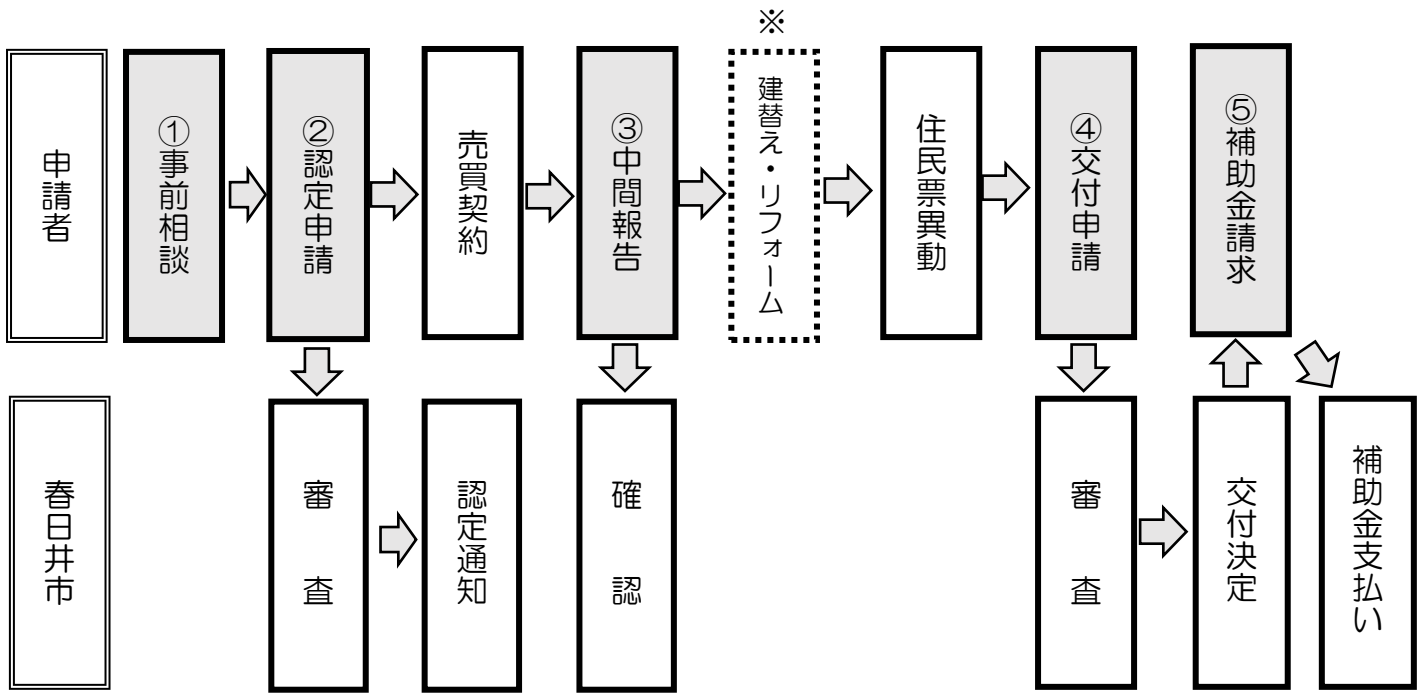 ※
申請者
①事前相談
②認定申請
売買契約
③中間報告
建替え・リフォーム
住民票異動
④交付申請
⑤補助金請求
春日井市
審査
認定通知
確認
審査
交付決定
補助金支払い